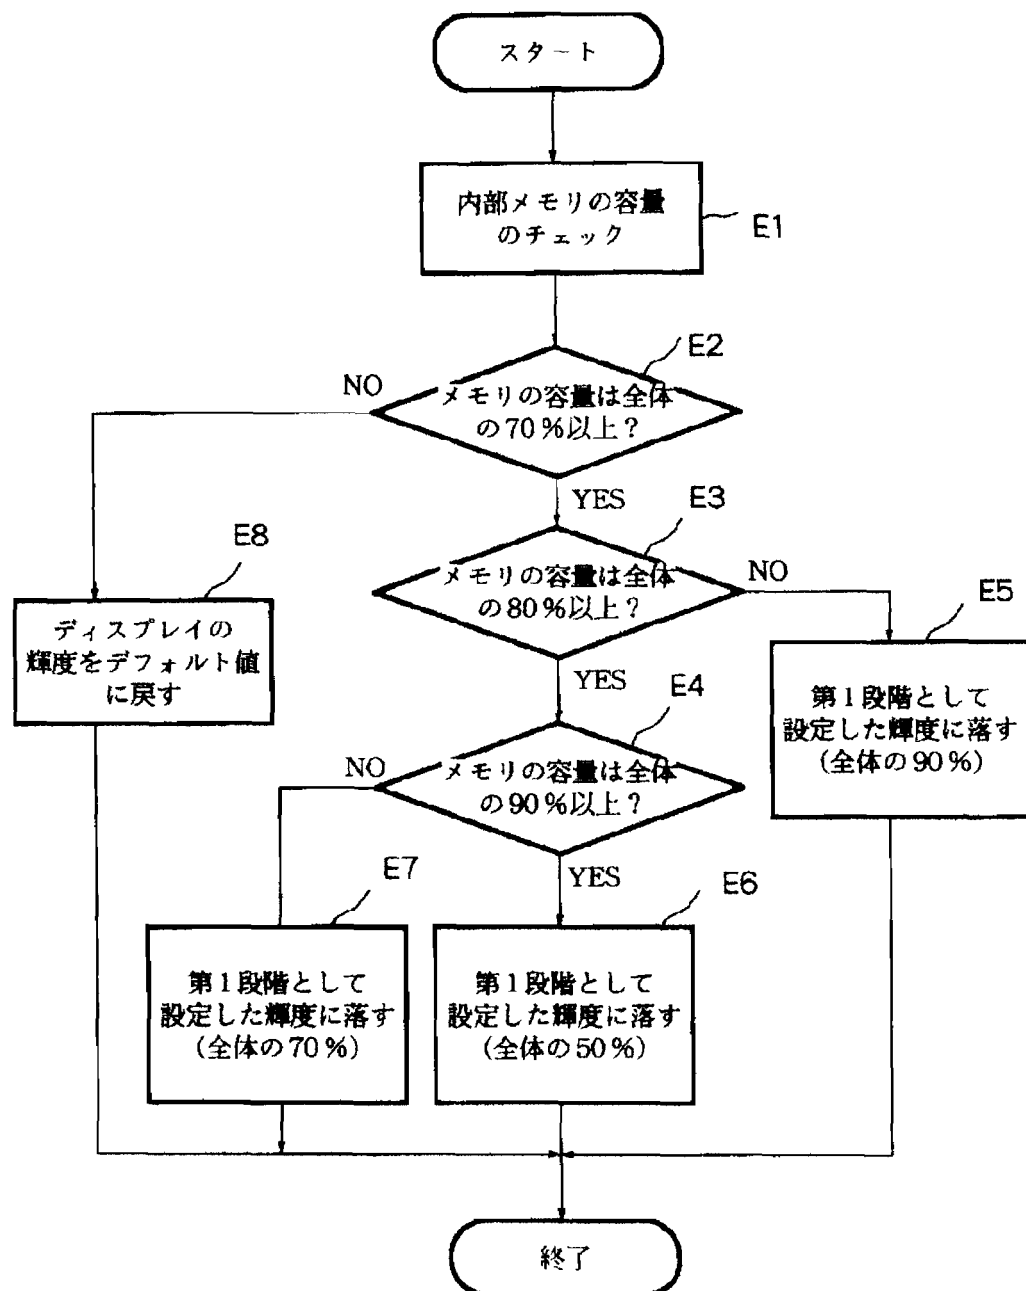 スタート
内部メモリの容量
のチェック
E1
E2
NO
メモリの容量は全体
の70%以上?
YES
E3
E8
メモリの容量は全体
の80%以上?
NO
E5
ディスプレイの
輝度をデフォルト値
に戻す
YES
E4
第1段階として
設定した輝度に落す
(全体の90%)
NO
メモリの容量は全体
の90%以上?
E7
YES
E6
第1段階として
設定した輝度に落す
(全体の70%)
第1段階として
設定した輝度に落す
(全体の50%)
終了